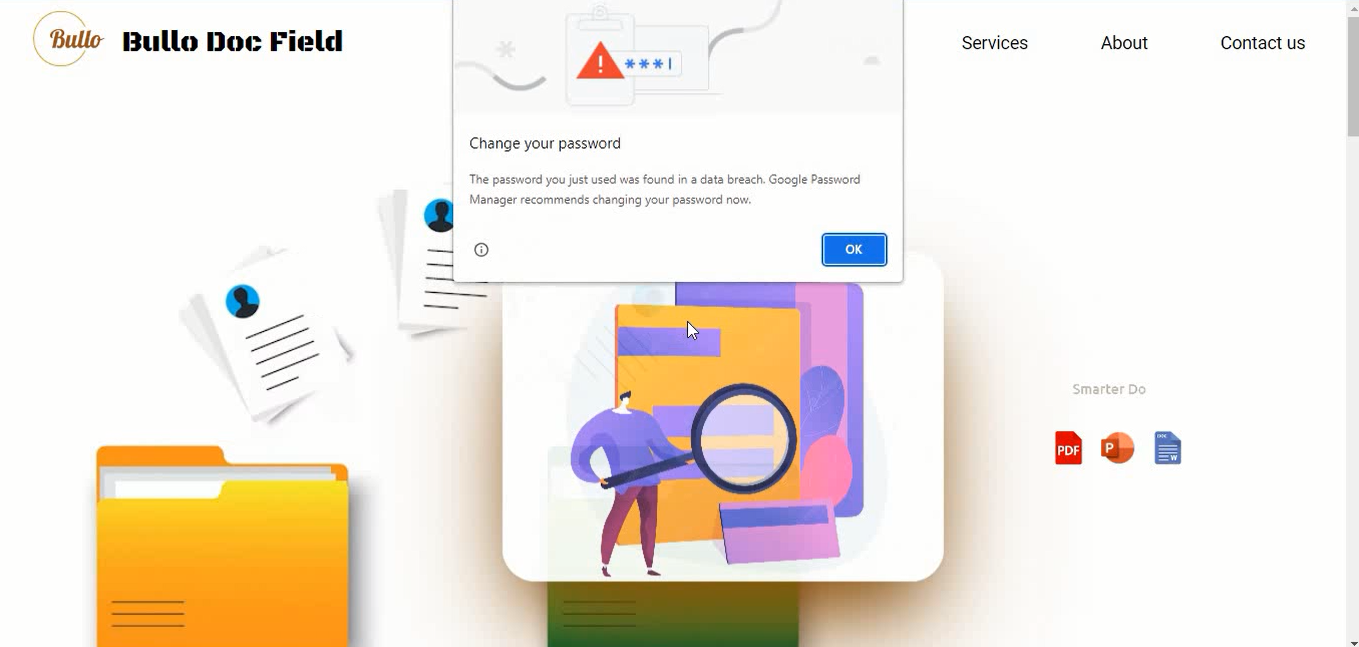 Bullo Bullo Doc Field Services About Contact us
***
Change your password
The password you just used was found in a data breach. Google Password
Manager recommends changing your password now.
OK
Smarter Do
PDF P DOC W